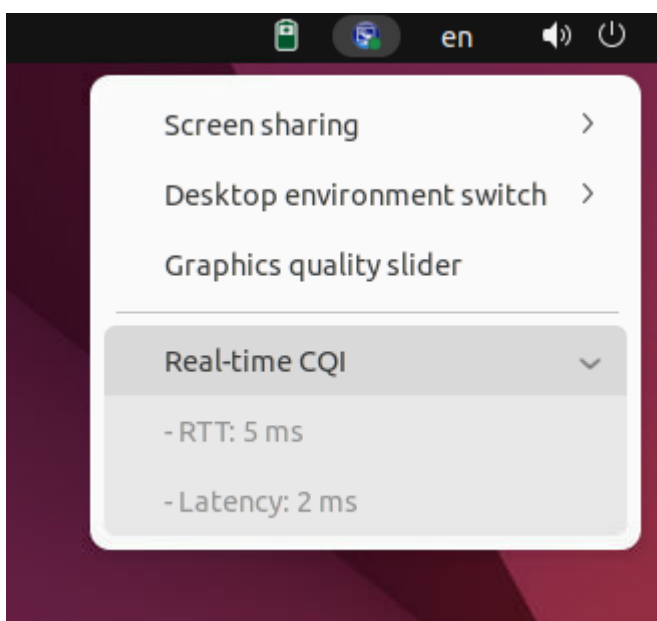 en
Screen sharing
Desktop environment switch
Graphics quality slider
Real-time CQI
- RTT: 5 ms
- Latency: 2 ms